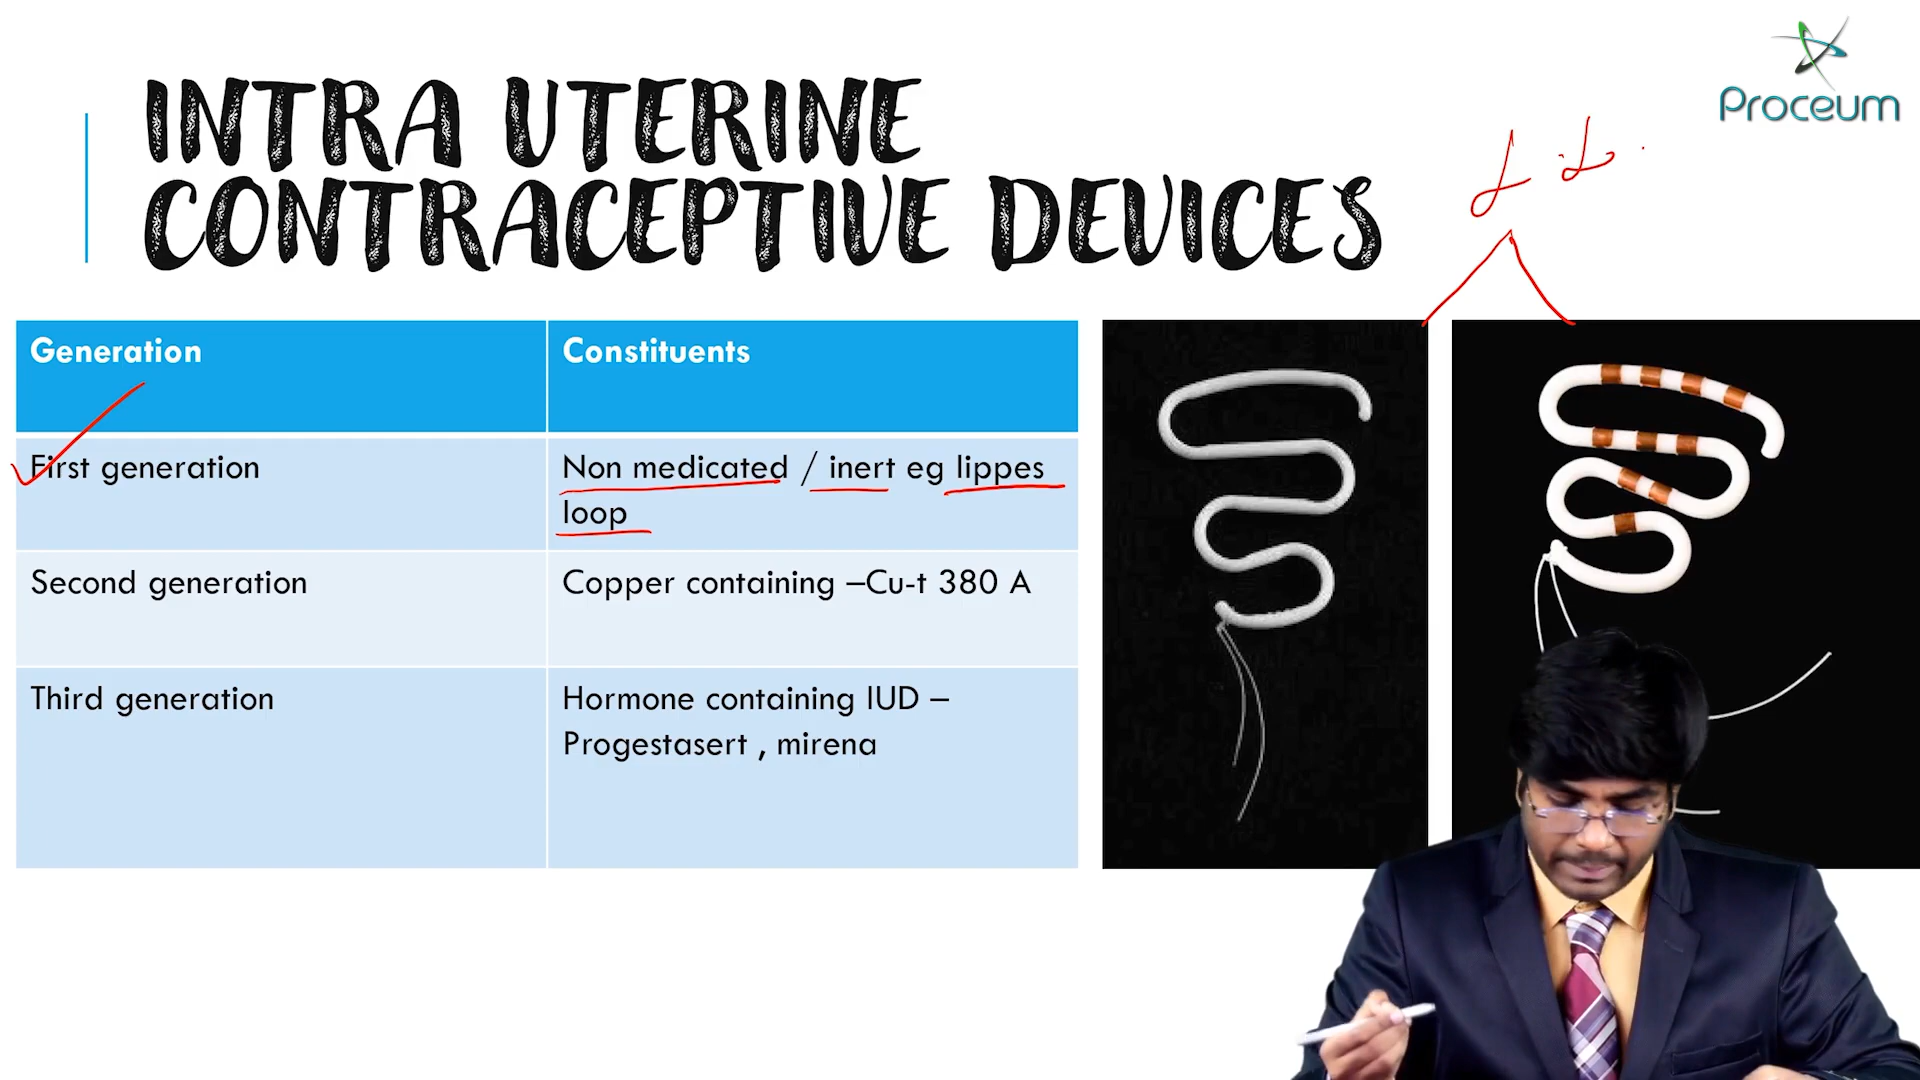 Proceum
INTRA UTERINE
CONTRACEPTIVE DEVICES
Generation
Constituents
First generation
Non medicated / inert eg lippes
loop
Second generation
Copper containing –Cu-t 380 A
Third generation
Hormone containing IUD –
Progestasert , mirena